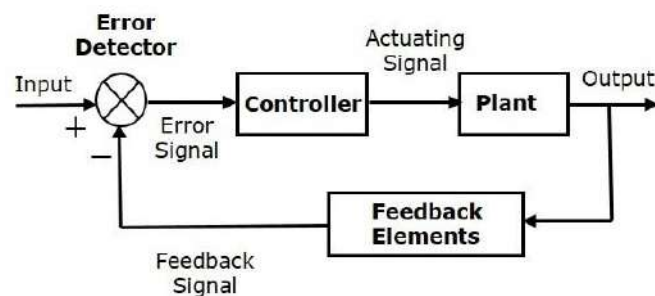 Error
Detector
Input
+
−
Error
Signal
Controller
Actuating
Signal
Plant
Output
Feedback
Elements
Feedback
Signal